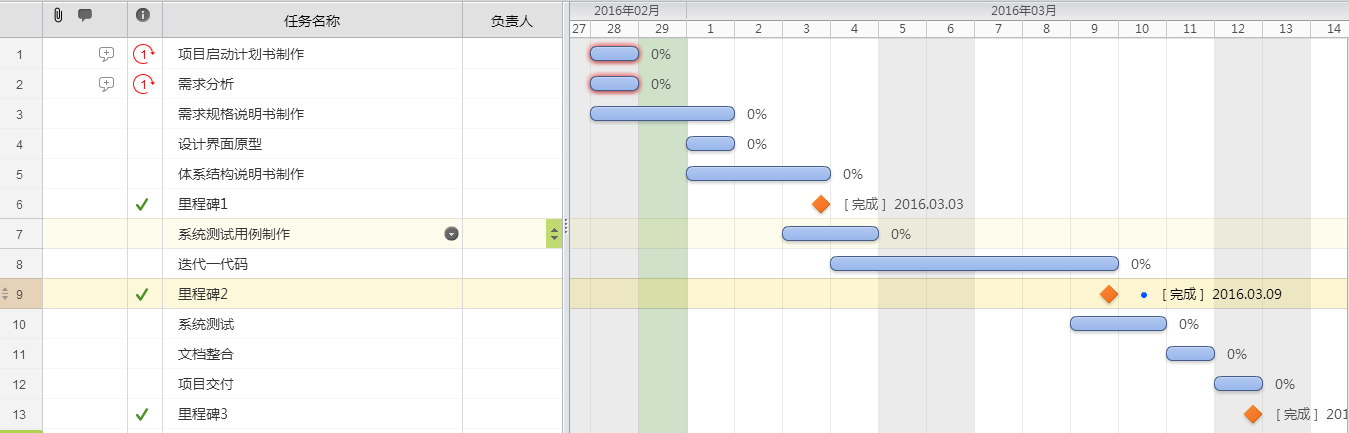 任务名称 负责人 2016年02月 2016年03月
27 28 29 1 2 3 4 5 6 7 8 9 10 11 12 13 14
1 1 项目启动计划书制作 0%
2 1 需求分析 0%
3 需求规格说明书制作 0%
4 设计界面原型 0%
5 体系结构说明书制作 0%
6 里程碑1 [ 完成 ] 2016.03.03
7 系统测试用例制作 0%
8 迭代一代码 0%
9 里程碑2 [ 完成 ] 2016.03.09
10 系统测试 0%
11 文档整合 0%
12 项目交付 0%
13 里程碑3 [ 完成 ] 201